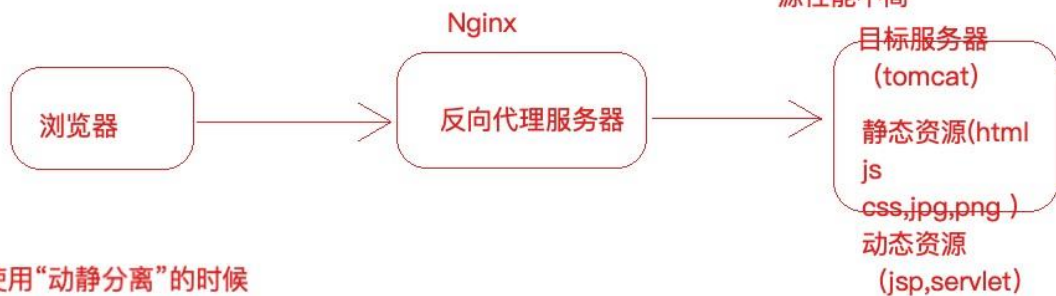 Nginx
目标服务器
（tomcat）
浏览器
反向代理服务器
静态资源(html
js
css,jpg,png )
动态资源
（jsp,servlet）
用“动静分离”的时候